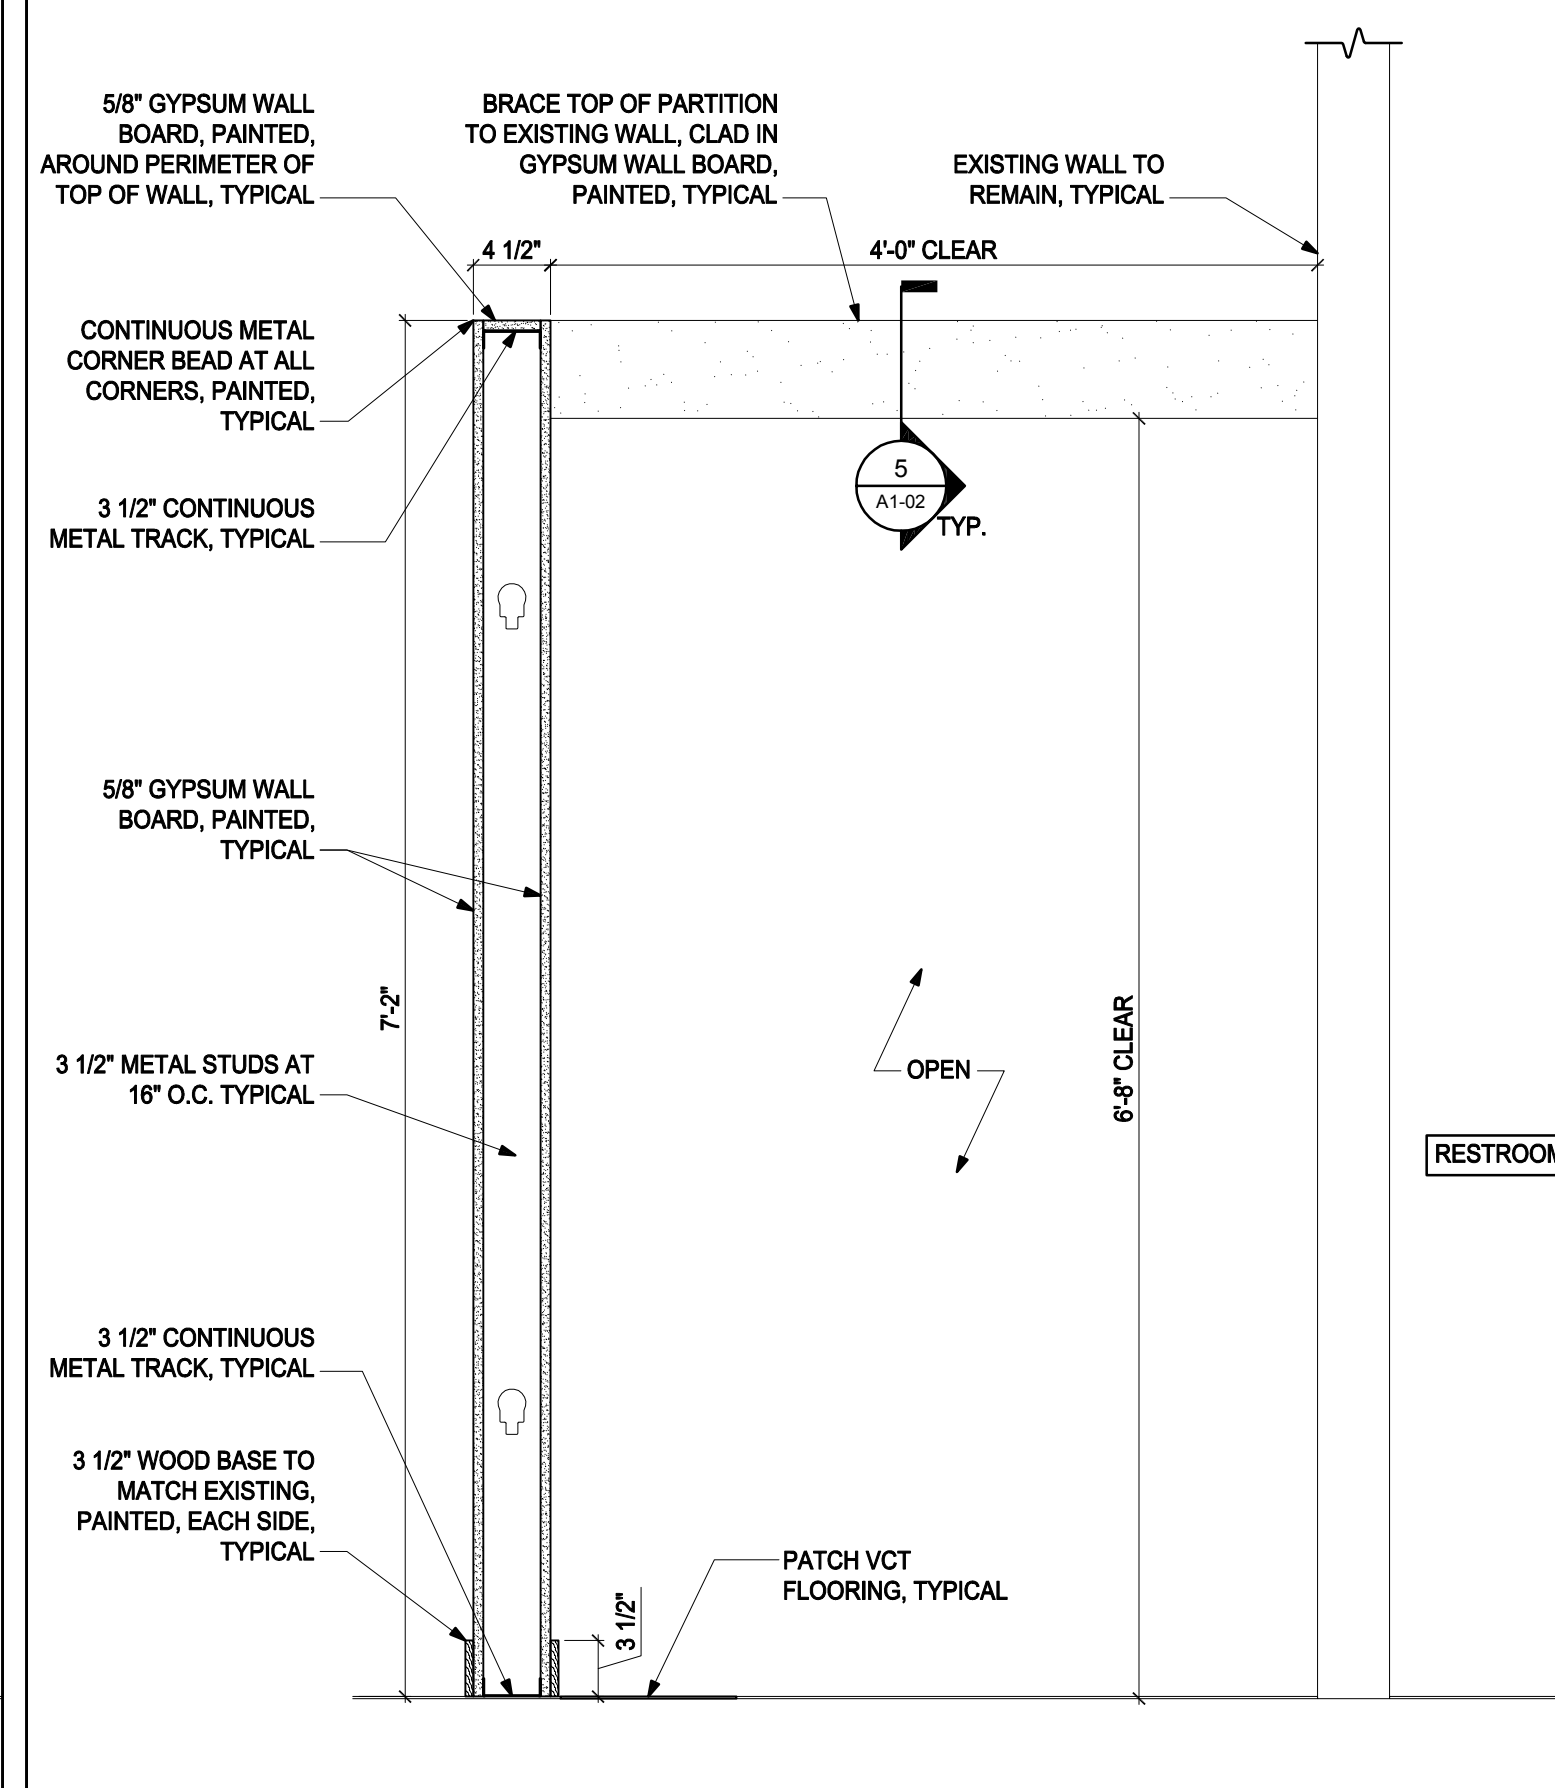 5/8" GYPSUM WALL
BOARD, PAINTED,
AROUND PERIMETER OF
TOP OF WALL, TYPICAL
BRACE TOP OF PARTITION
TO EXISTING WALL, CLAD IN
GYPSUM WALL BOARD,
PAINTED, TYPICAL
EXISTING WALL TO
REMAIN, TYPICAL
4 1/2"
4'-0" CLEAR
CONTINUOUS METAL
CORNER BEAD AT ALL
CORNERS, PAINTED,
TYPICAL
5
A1-02
TYP.
3 1/2" CONTINUOUS
METAL TRACK, TYPICAL
5/8" GYPSUM WALL
BOARD, PAINTED,
TYPICAL
7'-2"
OPEN
6'-8" CLEAR
3 1/2" METAL STUDS AT
16" O.C. TYPICAL
RESTROOM
3 1/2" CONTINUOUS
METAL TRACK, TYPICAL
3 1/2" WOOD BASE TO
MATCH EXISTING,
PAINTED, EACH SIDE,
TYPICAL
3 1/2"
PATCH VCT
FLOORING, TYPICAL